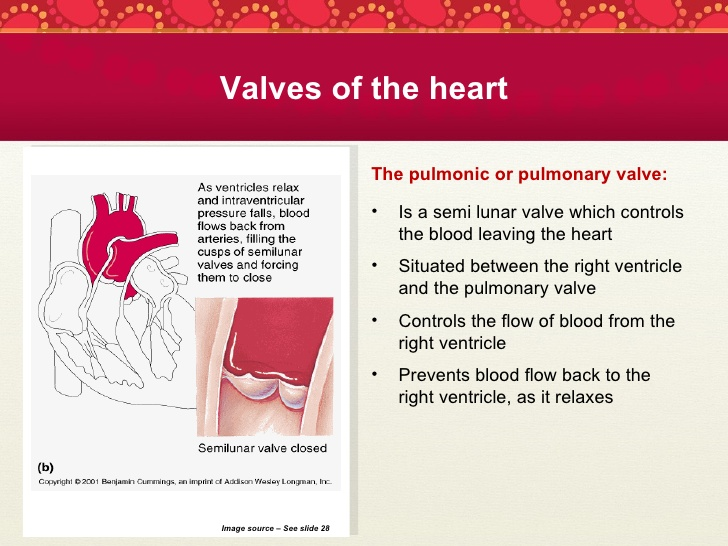 Valves of the heart
As ventricles relax
and intraventricular
pressure falls, blood
flows back from
arteries, filling the
cusps of semilunar
valves and forcing
them to close
Semilunar valve closed
(b)
Copyright © 2001 Benjamin Cummings, an imprint of Addison Wesley Longman, Inc.
Image source – See slide 28
The pulmonic or pulmonary valve:
• Is a semi lunar valve which controls
the blood leaving the heart
• Situated between the right ventricle
and the pulmonary valve
• Controls the flow of blood from the
right ventricle
• Prevents blood flow back to the
right ventricle, as it relaxes